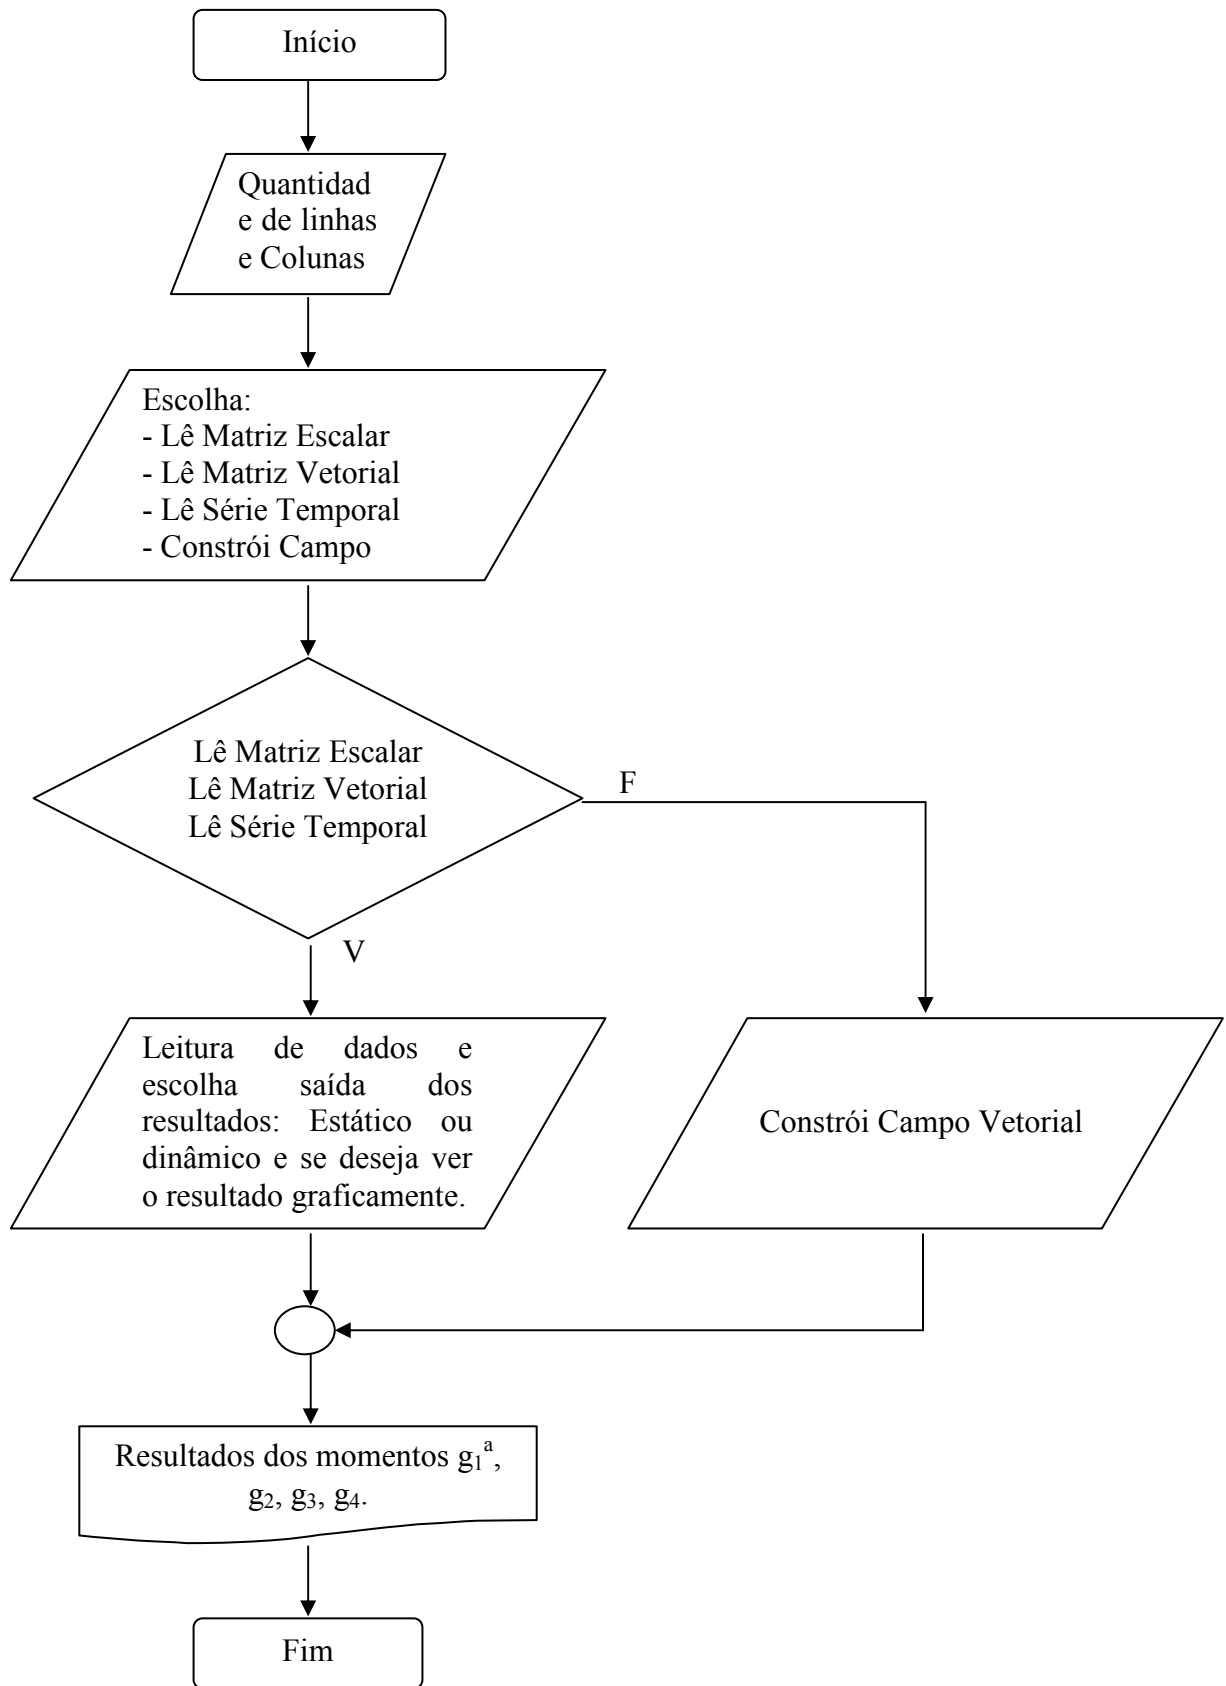 Início
Quantidad
e de linhas
e Colunas
Escolha:
- Lê Matriz Escalar
- Lê Matriz Vetorial
- Lê Série Temporal
- Constrói Campo
Lê Matriz Escalar
Lê Matriz Vetorial
Lê Série Temporal
F
V
Leitura de dados e
escolha saída dos
resultados: Estático ou
dinâmico e se deseja ver
o resultado graficamente.
Constrói Campo Vetorial
Resultados dos momentos g₁ᵃ,
g₂, g₃, g₄.
Fim